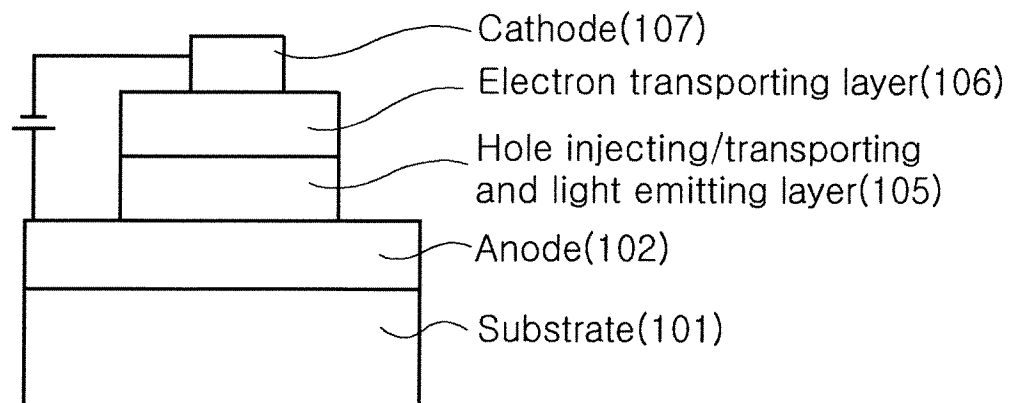 Cathode(107)
Electron transporting layer(106)
Hole injecting/transporting
and light emitting layer(105)
Anode(102)
Substrate(101)